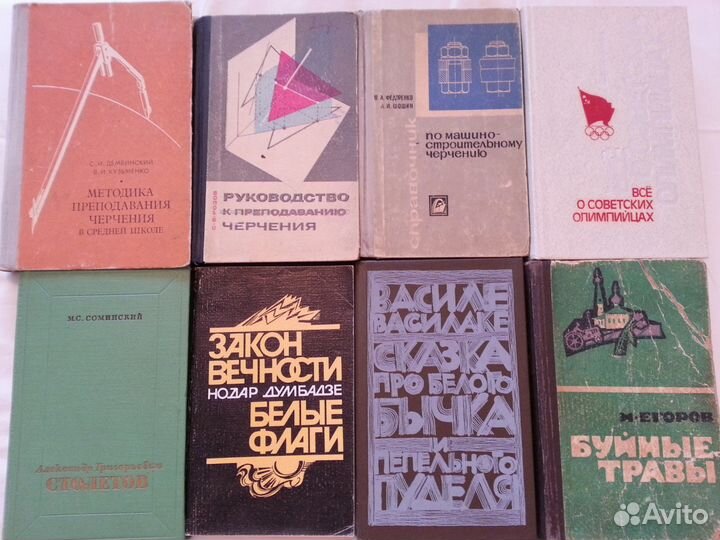 С. И. ДЕМБИНСКИЙ
В. И. КУЗЬМЕНКО
МЕТОДИКА
ПРЕПОДАВАНИЯ
ЧЕРЧЕНИЯ
В СРЕДНЕЙ ШКОЛЕ
С·В·РОЗОВ
РУКОВОДСТВО
К ПРЕПОДАВАНИЮ
ЧЕРЧЕНИЯ
В. А. ФЕДОРЕНКО
А. И. ШОШИН
справочник
по машино-
строительному
черчению
ВСЁ
О СОВЕТСКИХ
ОЛИМПИЙЦАХ
М.С. СОМИНСКИЙ
Александр Григорьевич
СТОЛЕТОВ
ЗАКОН
ВЕЧНОСТИ
НОДАР ДУМБАДЗЕ
БЕЛЫЕ
ФЛАГИ
ВАСИЛЕ
ВАСИЛАКЕ
СКАЗКА
ПРО БЕЛОГО
БЫЧКА
И
ПЕПЕЛЬНОГО
ПУДЕЛЯ
М·ЕГОРОВ
БУЙНЫЕ
ТРАВЫ
Avito